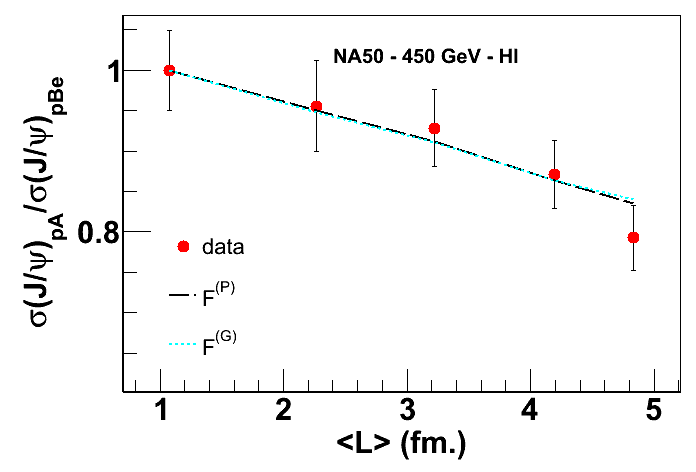 NA50 - 450 GeV - HI
σ(J/ψ)pA/σ(J/ψ)pBe
1
0.8
data
F(P)
F(G)
1 2 3 4 5
<L> (fm.)